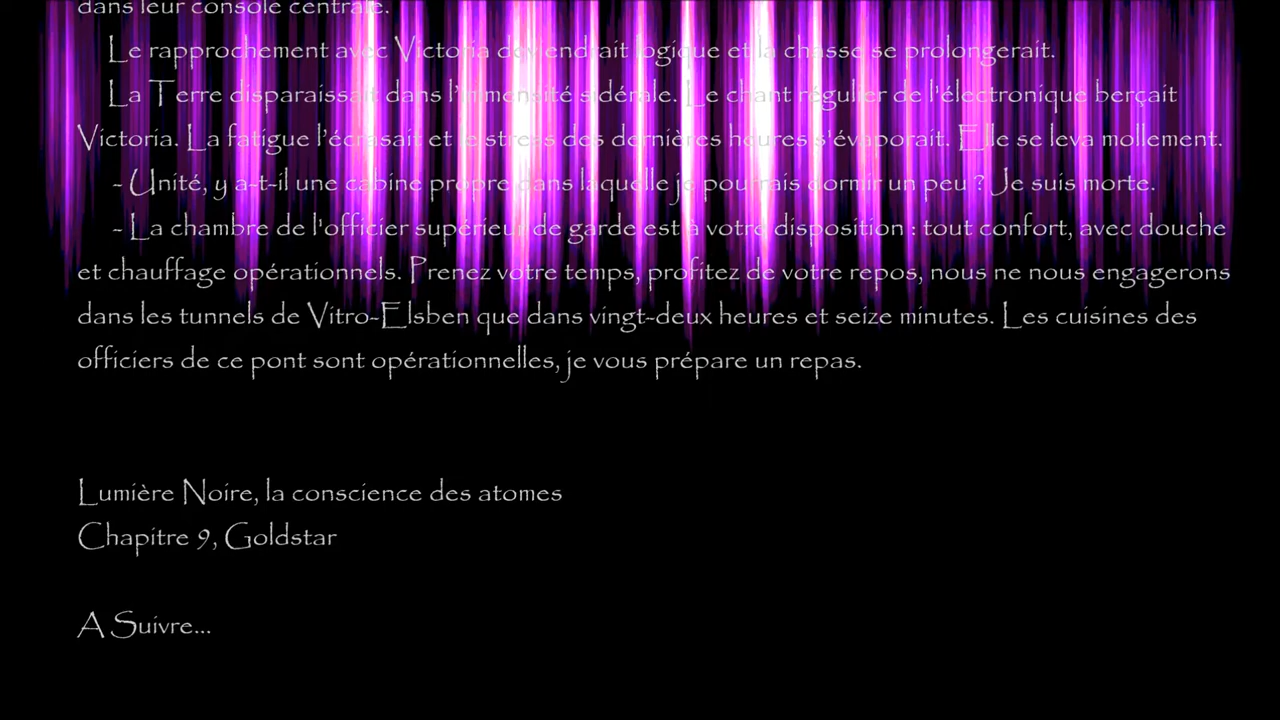 dans leur console centrale.
Le rapprochement avec Victoria deviendrait logique et la chasse se prolongerait.
La Terre disparaissait dans l'immensité sidérale. Le chant régulier de l'électronique berçait
Victoria. La fatigue l'écrasait et le stress des dernières heures s'évaporait. Elle se leva mollement.
- Unité, y a-t-il une cabine propre dans laquelle je pourrais dormir un peu ? Je suis morte.
- La chambre de l'officier supérieur de garde est à votre disposition : tout confort, avec douche
et chauffage opérationnels. Prenez votre temps, profitez de votre repos, nous ne nous engagerons
dans les tunnels de Vitro-Elsben que dans vingt-deux heures et seize minutes. Les cuisines des
officiers de ce pont sont opérationnelles, je vous prépare un repas.
Lumière Noire, la conscience des atomes
Chapitre 9, Goldstar
A Suivre...